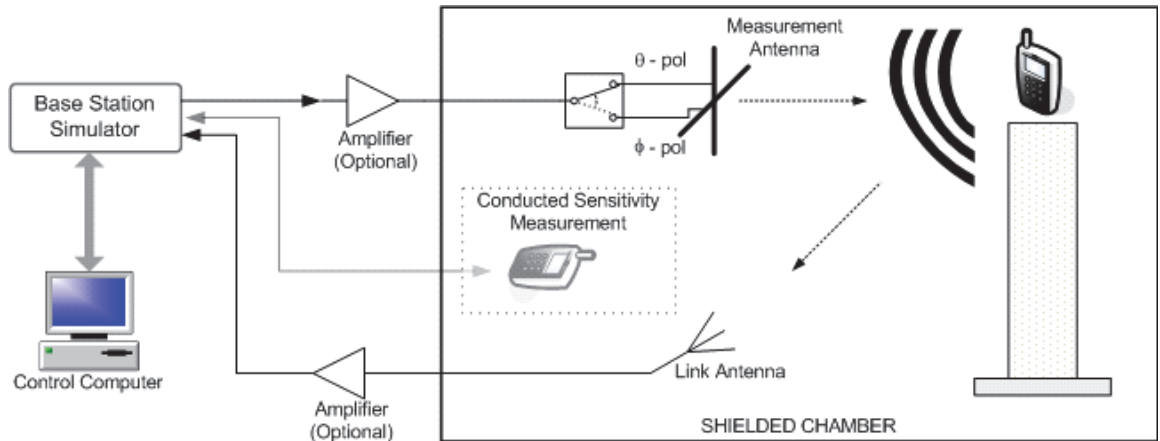 Measurement
Antenna
θ - pol
Base Station
Simulator
Amplifier
(Optional)
ϕ - pol
Conducted Sensitivity
Measurement
Control Computer
Link Antenna
Amplifier
(Optional)
SHIELDED CHAMBER